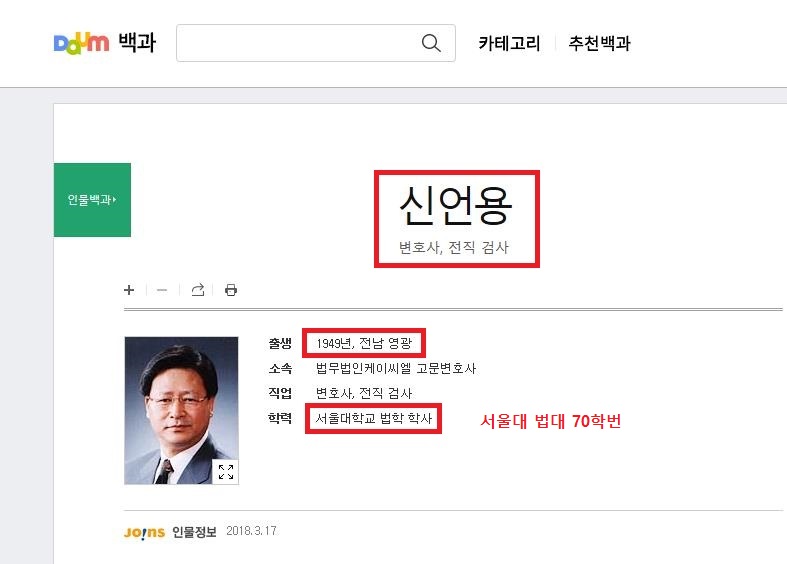 Daum 백과 카테고리 추천백과
인물백과
신언용
변호사, 전직 검사
출생 1949년, 전남 영광
소속 법무법인케이씨엘 고문변호사
직업 변호사, 전직 검사
학력 서울대학교 법학 학사 서울대 법대 70학번
JOINS 인물정보 2018.3.17.